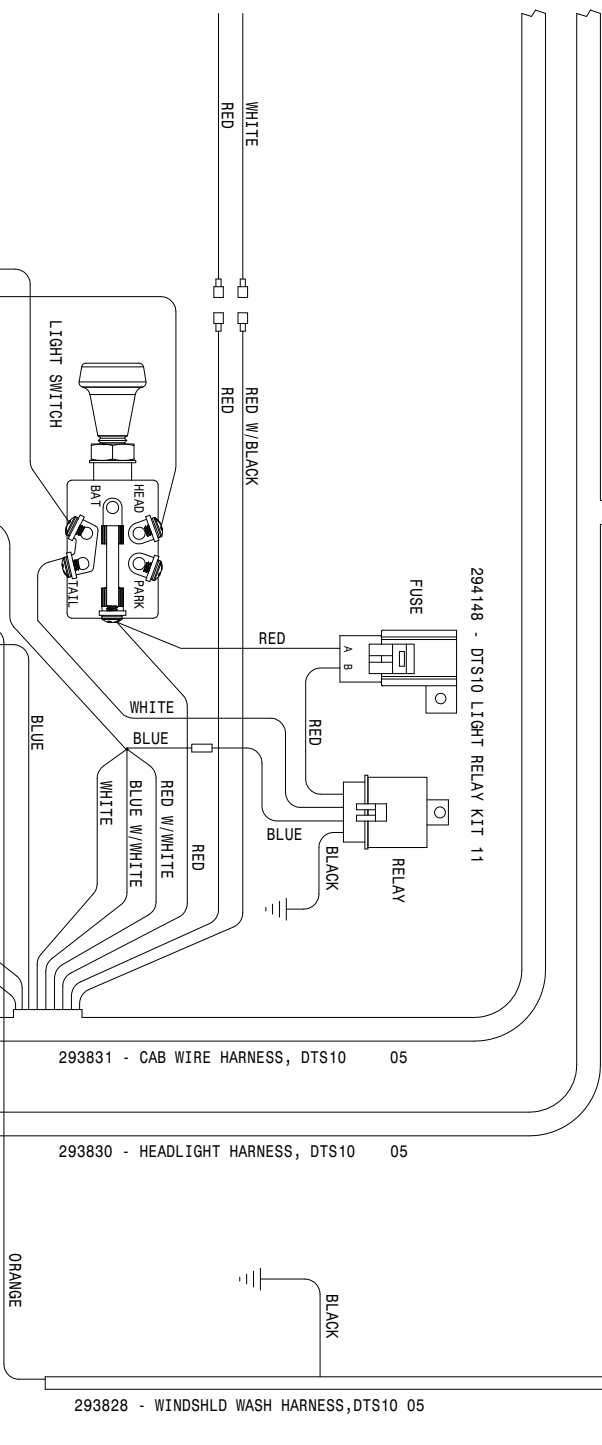 RED
WHITE
LIGHT SWITCH
RED
RED W/BLACK
BAT
HEAD
TAIL
PARK
294148 - DTS10 LIGHT RELAY KIT 11
FUSE
A
B
RED
WHITE
BLUE
RED
BLUE
BLUE
BLACK
RELAY
WHITE
BLUE W/WHITE
RED W/WHITE
RED
293831 - CAB WIRE HARNESS, DTS10 05
293830 - HEADLIGHT HARNESS, DTS10 05
ORANGE
BLACK
293828 - WINDSHLD WASH HARNESS,DTS10 05